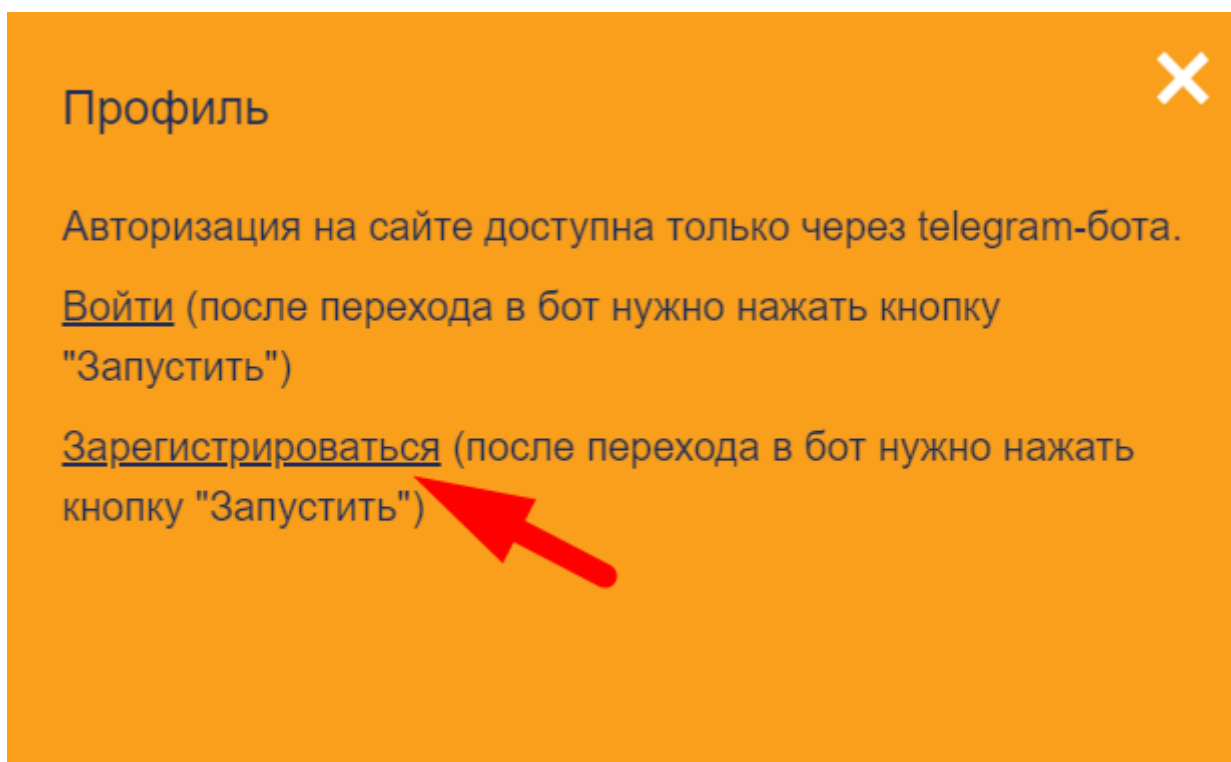 Профиль
Авторизация на сайте доступна только через telegram-бота.
Войти (после перехода в бот нужно нажать кнопку
"Запустить")
Зарегистрироваться (после перехода в бот нужно нажать
кнопку "Запустить")